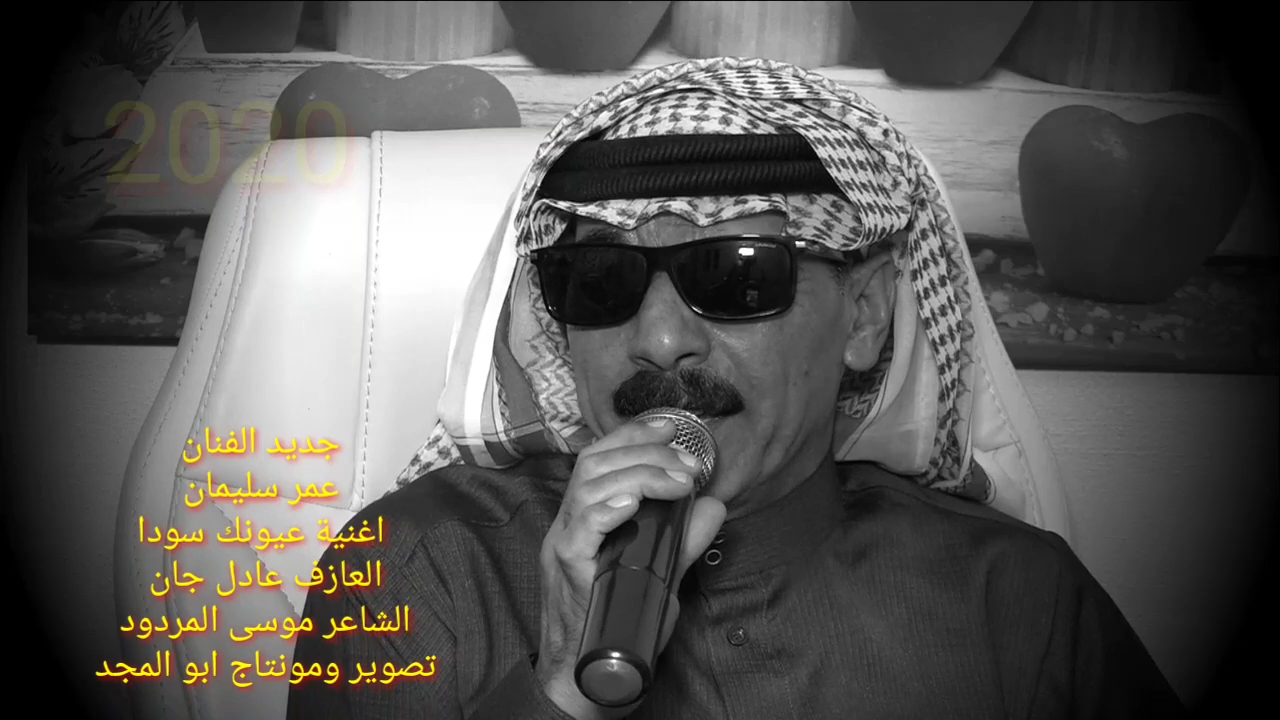 2020
جديد الفنان
عمر سليمان
اغنية عيونك سودا
العازف عادل جان
الشاعر موسى المردود
تصوير ومونتاج ابو المجد